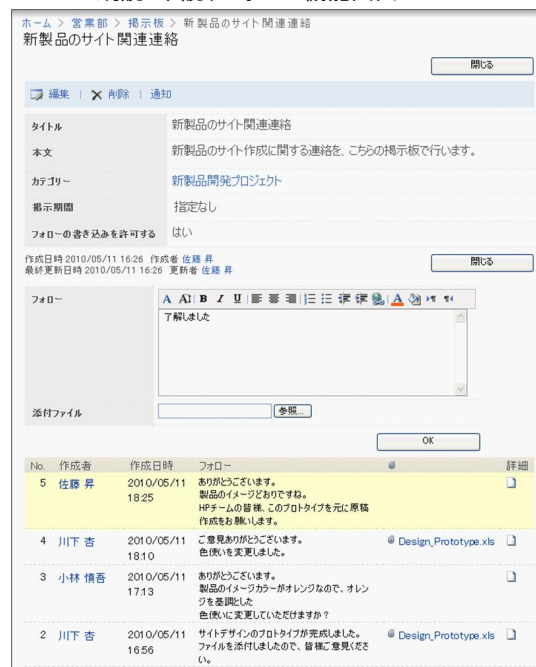 ホーム > 営業部 > 掲示板 > 新製品のサイト関連連絡
新製品のサイト関連連絡
閉じる
編集 | 削除 | 通知
タイトル 新製品のサイト関連連絡
本文 新製品のサイト作成に関する連絡を、こちらの掲示板で行います。
カテゴリー 新製品開発プロジェクト
掲示期間 指定なし
フォローの書き込みを許可する はい
作成日時 2010/05/11 16:26 作成者 佐藤 昇
最終更新日時 2010/05/11 16:26 更新者 佐藤 昇
閉じる
フォロー
了解しました
添付ファイル 参照...
OK
No. 作成者 作成日時 フォロー 詳細
5 佐藤 昇 2010/05/11 ありがとうございます。
製品のイメージどおりですね。
18:25
HPチームの皆様、このプロトタイプを元に原稿
作成をお願いします。
4 川下 杏 2010/05/11 ご意見ありがとうございます。 Design_Prototype.xls
18:10 色使いを変更しました。
3 小林 慎吾 2010/05/11 ありがとうございます。
17:13 製品のイメージカラーがオレンジなので、オレン
ジを基調とした
色使いに変更していただけますか？
2 川下 杏 2010/05/11 サイトデザインのプロトタイプが完成しました。 Design_Prototype.xls
16:56 ファイルを添付しましたので、皆様ご意見くださ
い。